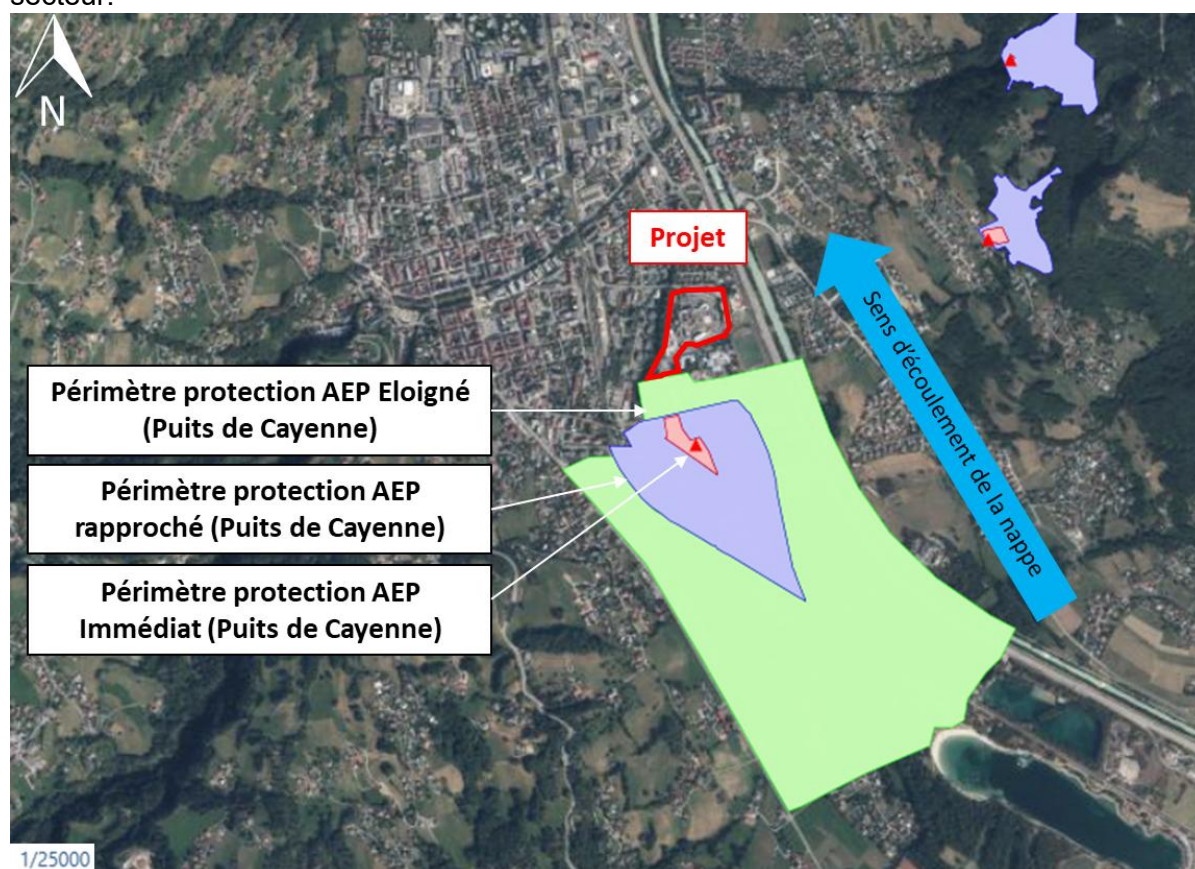 secteur.
N
Projet
Sens d'écoulement de la nappe
Périmètre protection AEP Eloigné
(Puits de Cayenne)
Périmètre protection AEP
rapproché (Puits de Cayenne)
Périmètre protection AEP
Immédiat (Puits de Cayenne)
1/25000